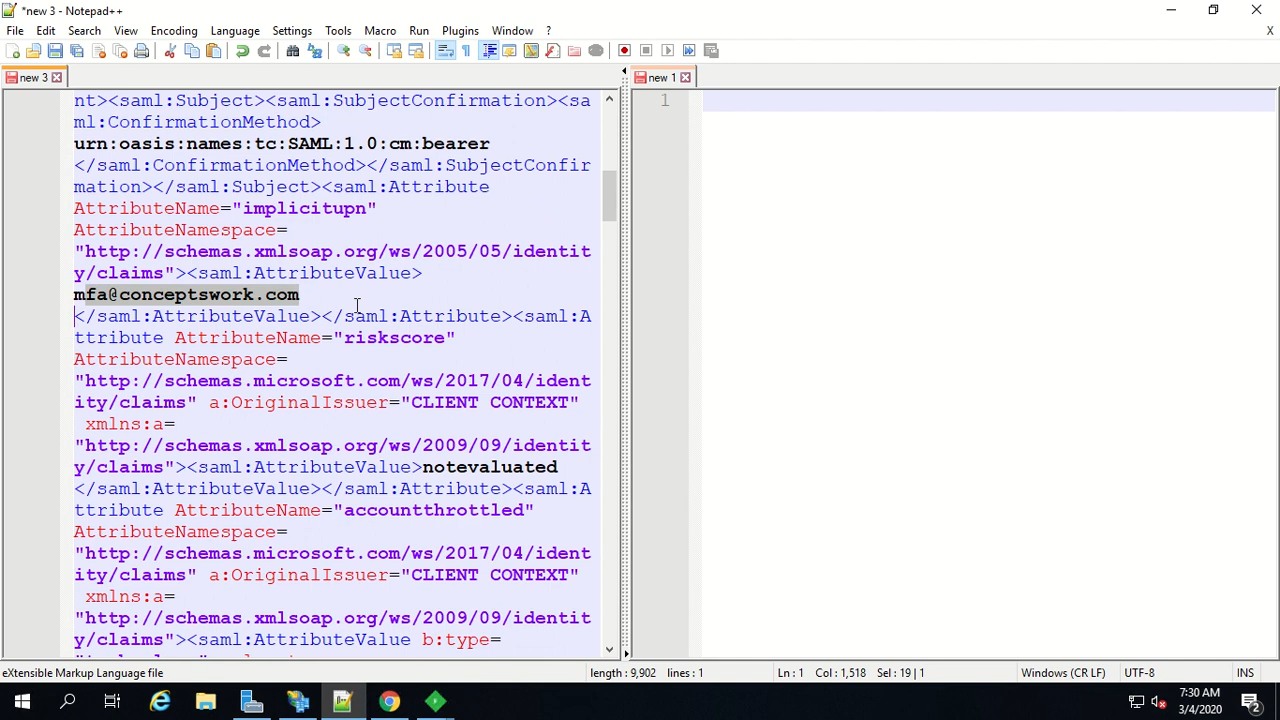 *new 3 - Notepad++
File Edit Search View Encoding Language Settings Tools Macro Run Plugins Window ? X
new 3
new 1
nt><saml:Subject><saml:SubjectConfirmation><sa
ml:ConfirmationMethod>
urn:oasis:names:tc:SAML:1.0:cm:bearer
</saml:ConfirmationMethod></saml:SubjectConfir
mation></saml:Subject><saml:Attribute
AttributeName="implicitupn"
AttributeNamespace=
"http://schemas.xmlsoap.org/ws/2005/05/identit
y/claims"><saml:AttributeValue>
mfa@conceptswork.com
</saml:AttributeValue></saml:Attribute><saml:A
ttribute AttributeName="riskscore"
AttributeNamespace=
"http://schemas.microsoft.com/ws/2017/04/ident
ity/claims" a:OriginalIssuer="CLIENT CONTEXT"
xmlns:a=
"http://schemas.xmlsoap.org/ws/2009/09/identit
y/claims"><saml:AttributeValue>notevaluated
</saml:AttributeValue></saml:Attribute><saml:A
ttribute AttributeName="accountthrottled"
AttributeNamespace=
"http://schemas.microsoft.com/ws/2017/04/ident
ity/claims" a:OriginalIssuer="CLIENT CONTEXT"
xmlns:a=
"http://schemas.xmlsoap.org/ws/2009/09/identit
y/claims"><saml:AttributeValue b:type=
1
eXtensible Markup Language file length : 9,902 lines : 1 Ln : 1 Col : 1,518 Sel : 19 | 1 Windows (CR LF) UTF-8 INS
7:30 AM
3/4/2020
2